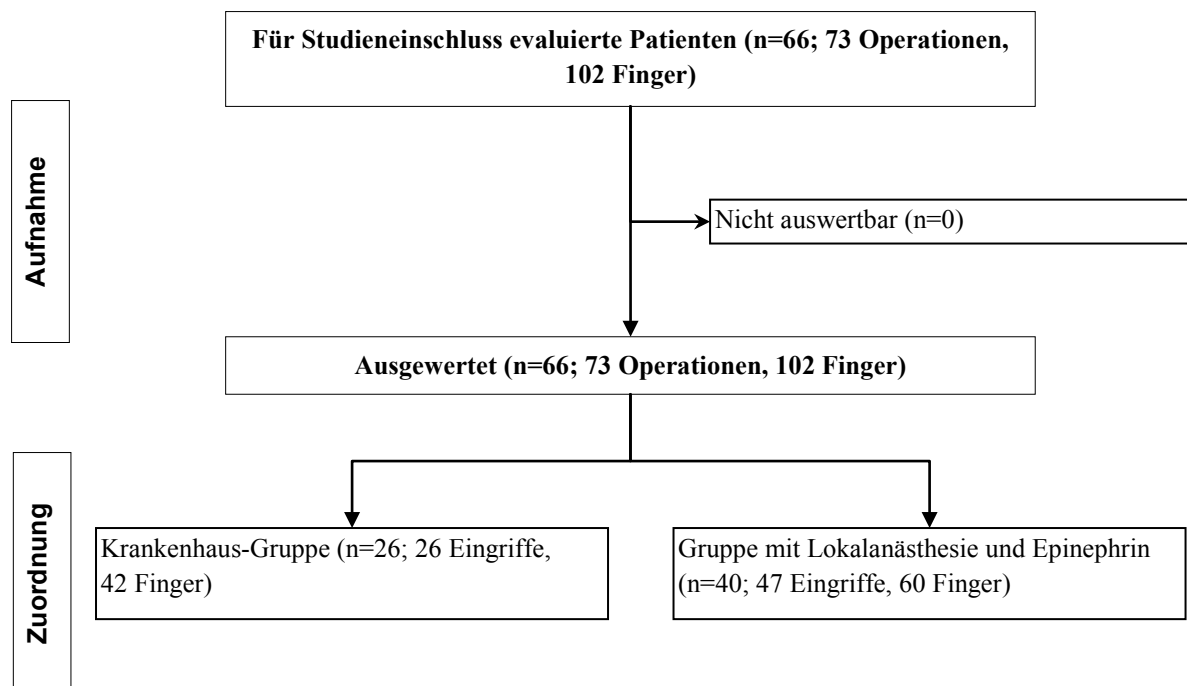 Für Studieneinschluss evaluierte Patienten (n=66; 73 Operationen,
102 Finger)
Aufnahme
Nicht auswertbar (n=0)
Ausgewertet (n=66; 73 Operationen, 102 Finger)
Zuordnung
Krankenhaus-Gruppe (n=26; 26 Eingriffe,
42 Finger)
Gruppe mit Lokalanästhesie und Epinephrin
(n=40; 47 Eingriffe, 60 Finger)